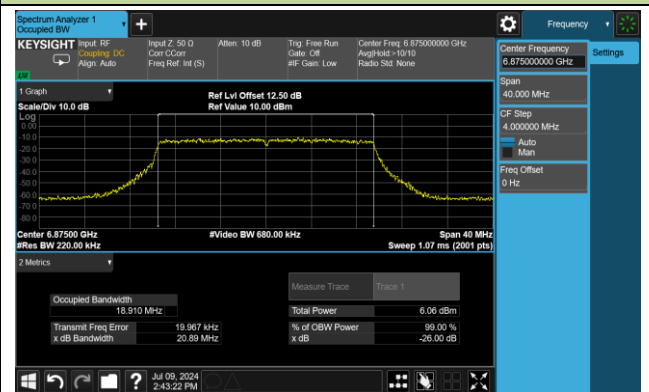 Spectrum Analyzer 1
Occupied BW
Frequency
KEYSIGHT
Input: RF
Coupling: DC
Align: Auto
Input Z: 50 Ω
Corr CCorr
Freq Ref: Int (S)
Atten: 10 dB
Trig: Free Run
Gate: Off
#IF Gain: Low
Center Freq: 6.875000000 GHz
Avg|Hold:>10/10
Radio Std: None
LW
Center Frequency
6.875000000 GHz
Settings
Span
40.000 MHz
CF Step
4.000000 MHz
Auto
Man
Freq Offset
0 Hz
1 Graph
Scale/Div 10.0 dB
Ref Lvl Offset 12.50 dB
Ref Value 10.00 dBm
Log
0.00
-10.0
-20.0
-30.0
-40.0
-50.0
-60.0
-70.0
-80.0
Center 6.87500 GHz
#Res BW 220.00 kHz
#Video BW 680.00 kHz
Span 40 MHz
Sweep 1.07 ms (2001 pts)
2 Metrics
Measure Trace
Trace 1
Occupied Bandwidth
18.910 MHz
Total Power
6.06 dBm
Transmit Freq Error
19.967 kHz
% of OBW Power
99.00 %
x dB Bandwidth
20.89 MHz
x dB
-26.00 dB
?
Jul 09, 2024
2:43:22 PM